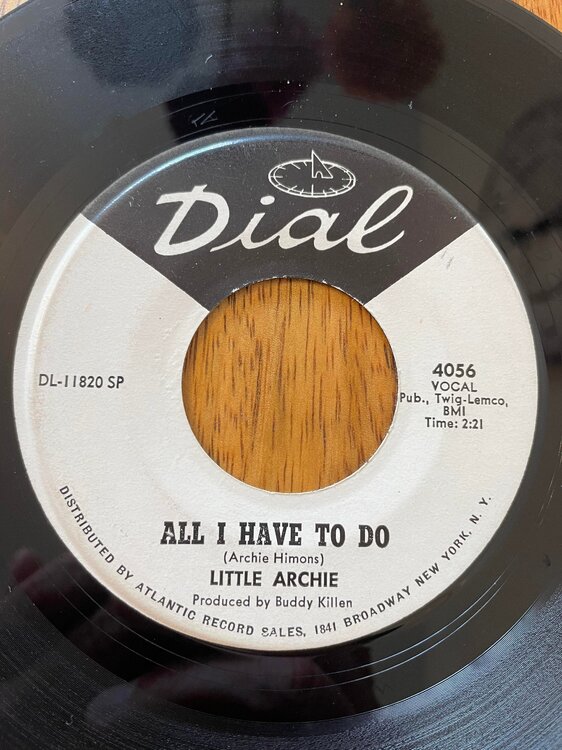 Dial
DL-11820 SP
4056
VOCAL
Pub., Twig-Lemco,
BMI
Time: 2:21
ALL I HAVE TO DO
(Archie Himons)
LITTLE ARCHIE
Produced by Buddy Killen
DISTRIBUTED BY ATLANTIC RECORD SALES, 1841 BROADWAY NEW YORK, N. Y.